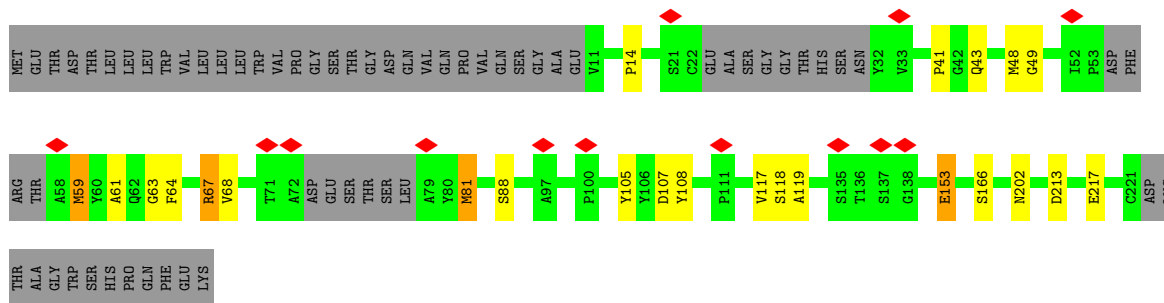 MET GLU THR ASP THR LEU LEU LEU TRP VAL LEU LEU LEU TRP VAL PRO GLY SER THR GLY ASP GLN VAL GLN PRO VAL GLN SER GLY ALA GLU V11 P14 S21 C22 GLU ALA SER GLY GLY THR HIS SER ASN Y32 V33 P41 G42 Q43 M48 G49 I52 P53 ASP PHE
ARG THR A58 M59 Y60 A61 Q62 G63 F64 R67 V68 T71 A72 ASP GLU SER THR SER LEU A79 Y80 M81 S88 A97 P100 Y105 Y106 D107 Y108 P111 V117 S118 A119 S135 T136 S137 G138 E153 S166 N202 D213 E217 C221 ASP
THR ALA GLY TRP SER HIS PRO GLN PHE GLU LYS